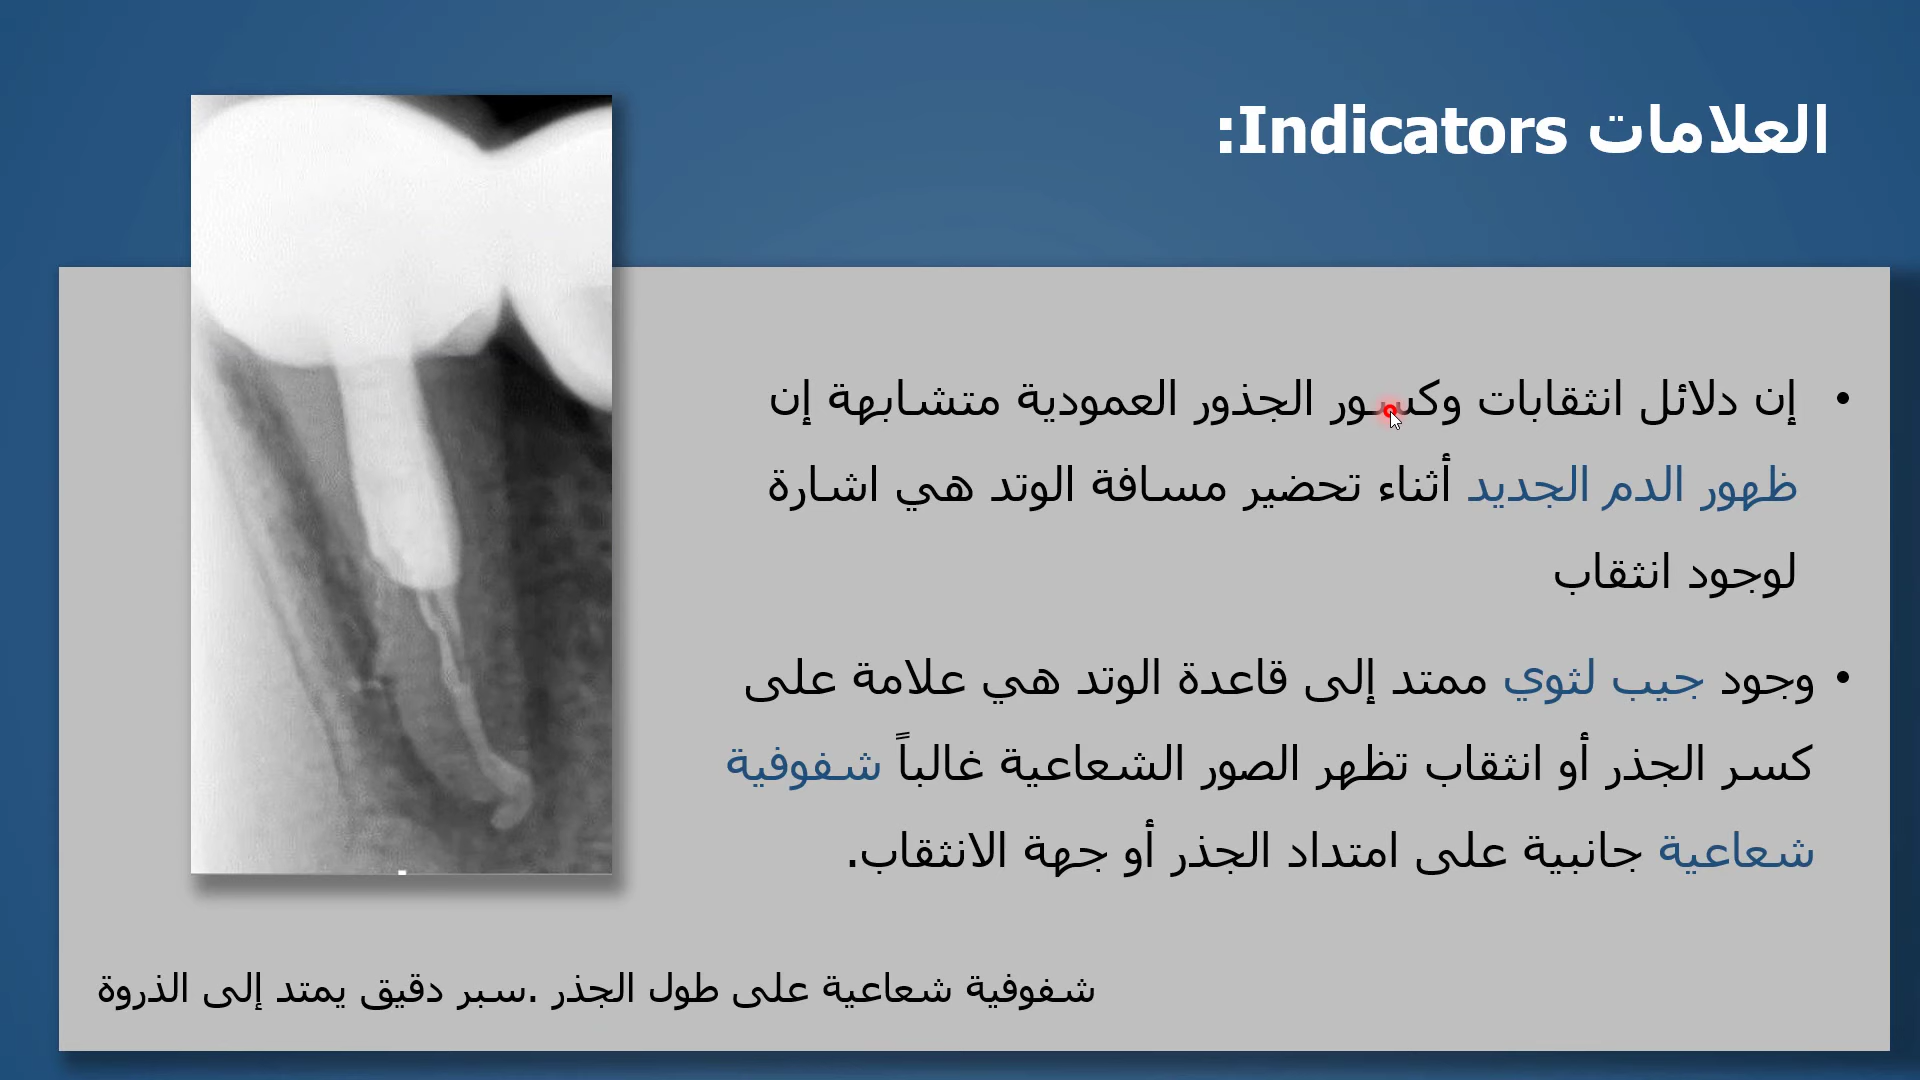 العلامات Indicators:
• إن دلائل انثقابات وكسور الجذور العمودية متشابهة إن
ظهور الدم الجديد أثناء تحضير مسافة الوتد هي اشارة
لوجود انثقاب
• وجود جيب لثوي ممتد إلى قاعدة الوتد هي علامة على
كسر الجذر أو انثقاب تظهر الصور الشعاعية غالباً شفوفية
شعاعية جانبية على امتداد الجذر أو جهة الانثقاب.
شفوفية شعاعية على طول الجذر .سبر دقيق يمتد إلى الذروة